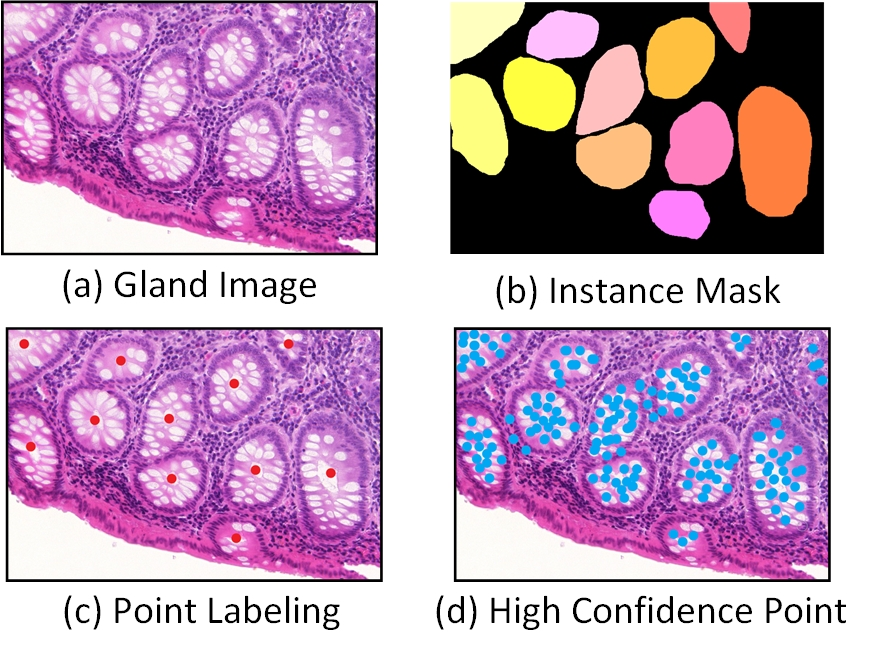 (a) Gland Image
(b) Instance Mask
(c) Point Labeling
(d) High Confidence Point